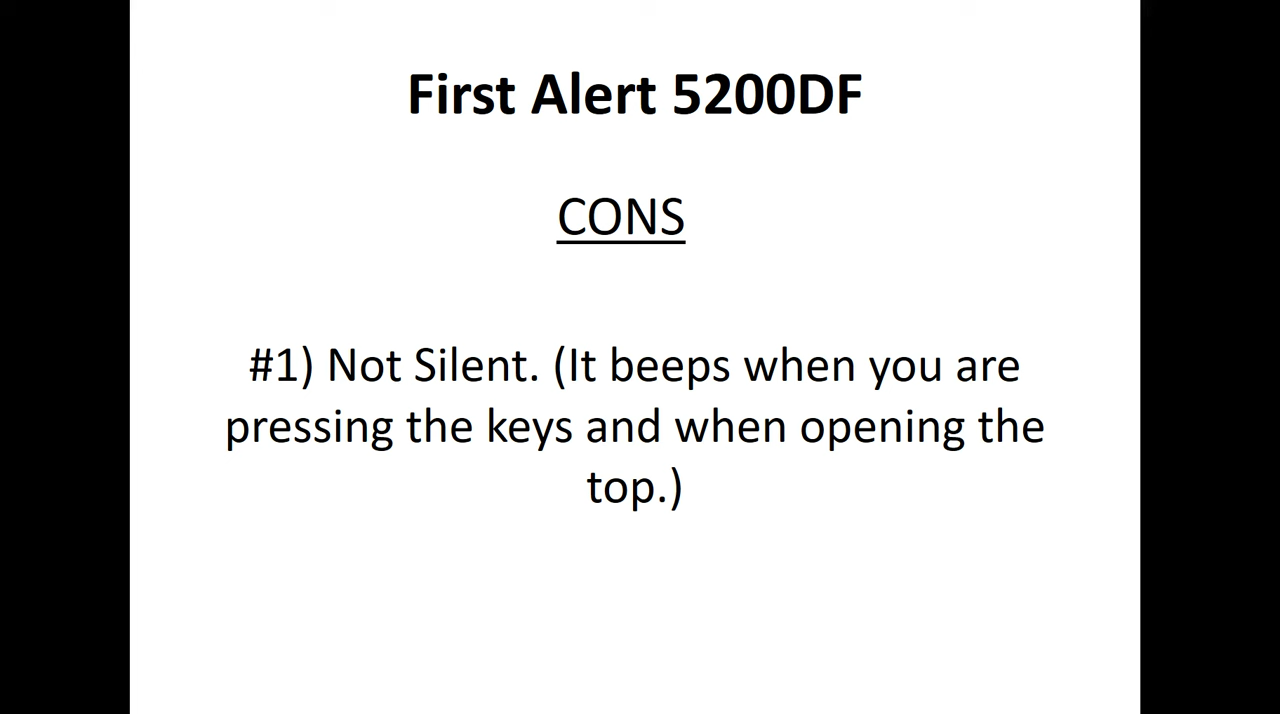 First Alert 5200DF
CONS
#1) Not Silent. (It beeps when you are
pressing the keys and when opening the
top.)